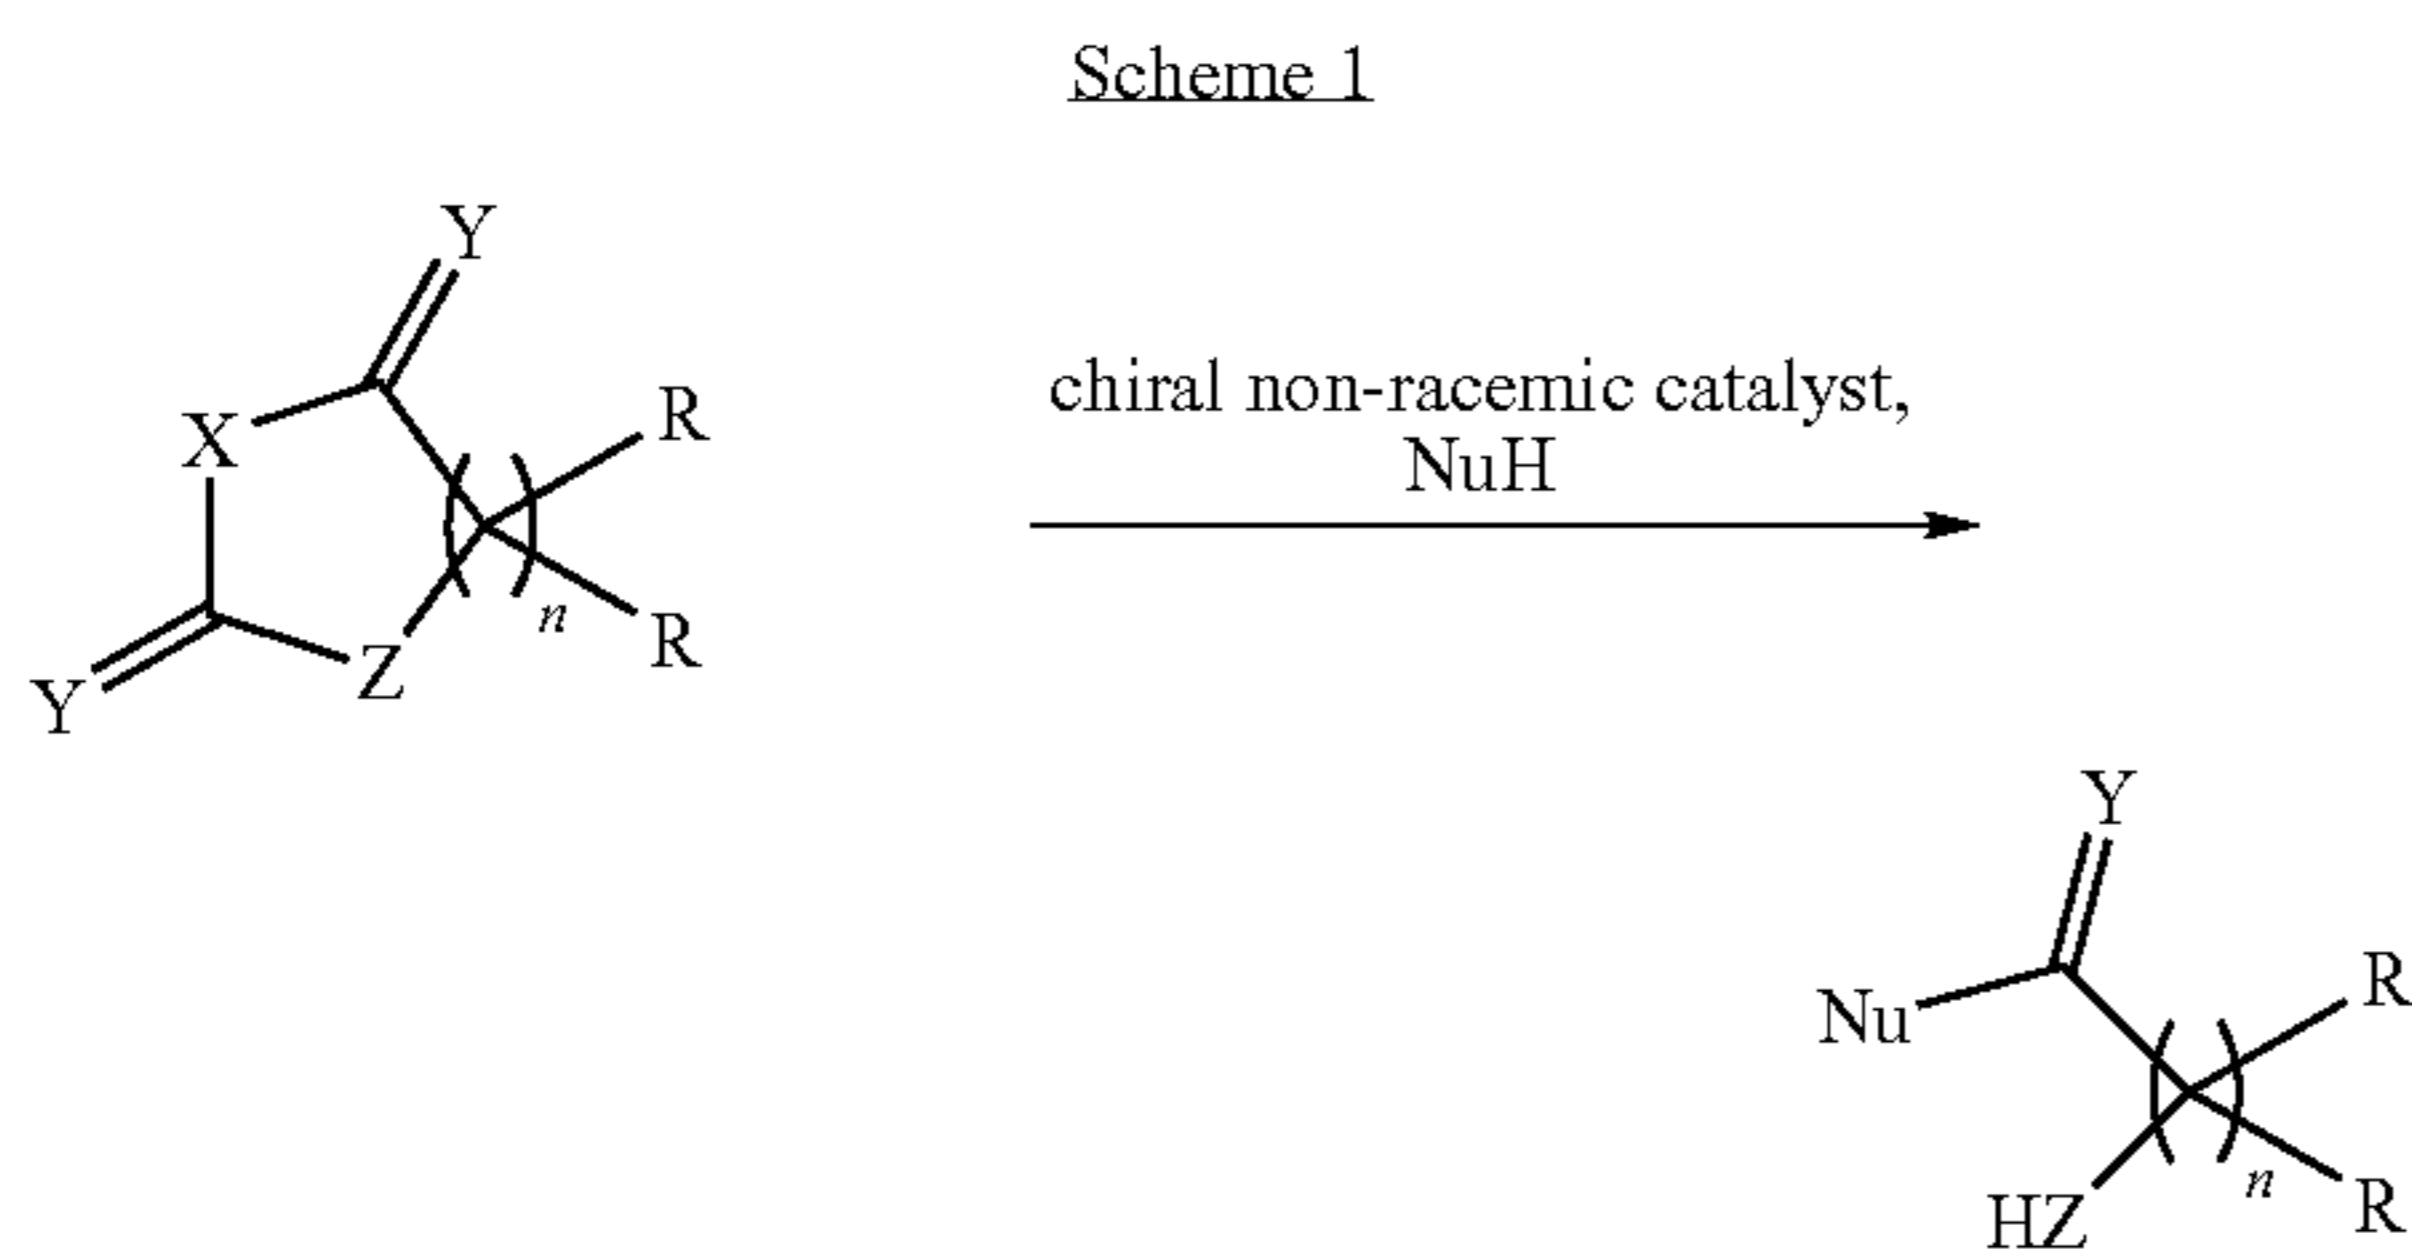 Scheme 1
Y
X
R
R
n
Z
Y
chiral non-racemic catalyst,
NuH
Y
Nu
R
R
n
HZ